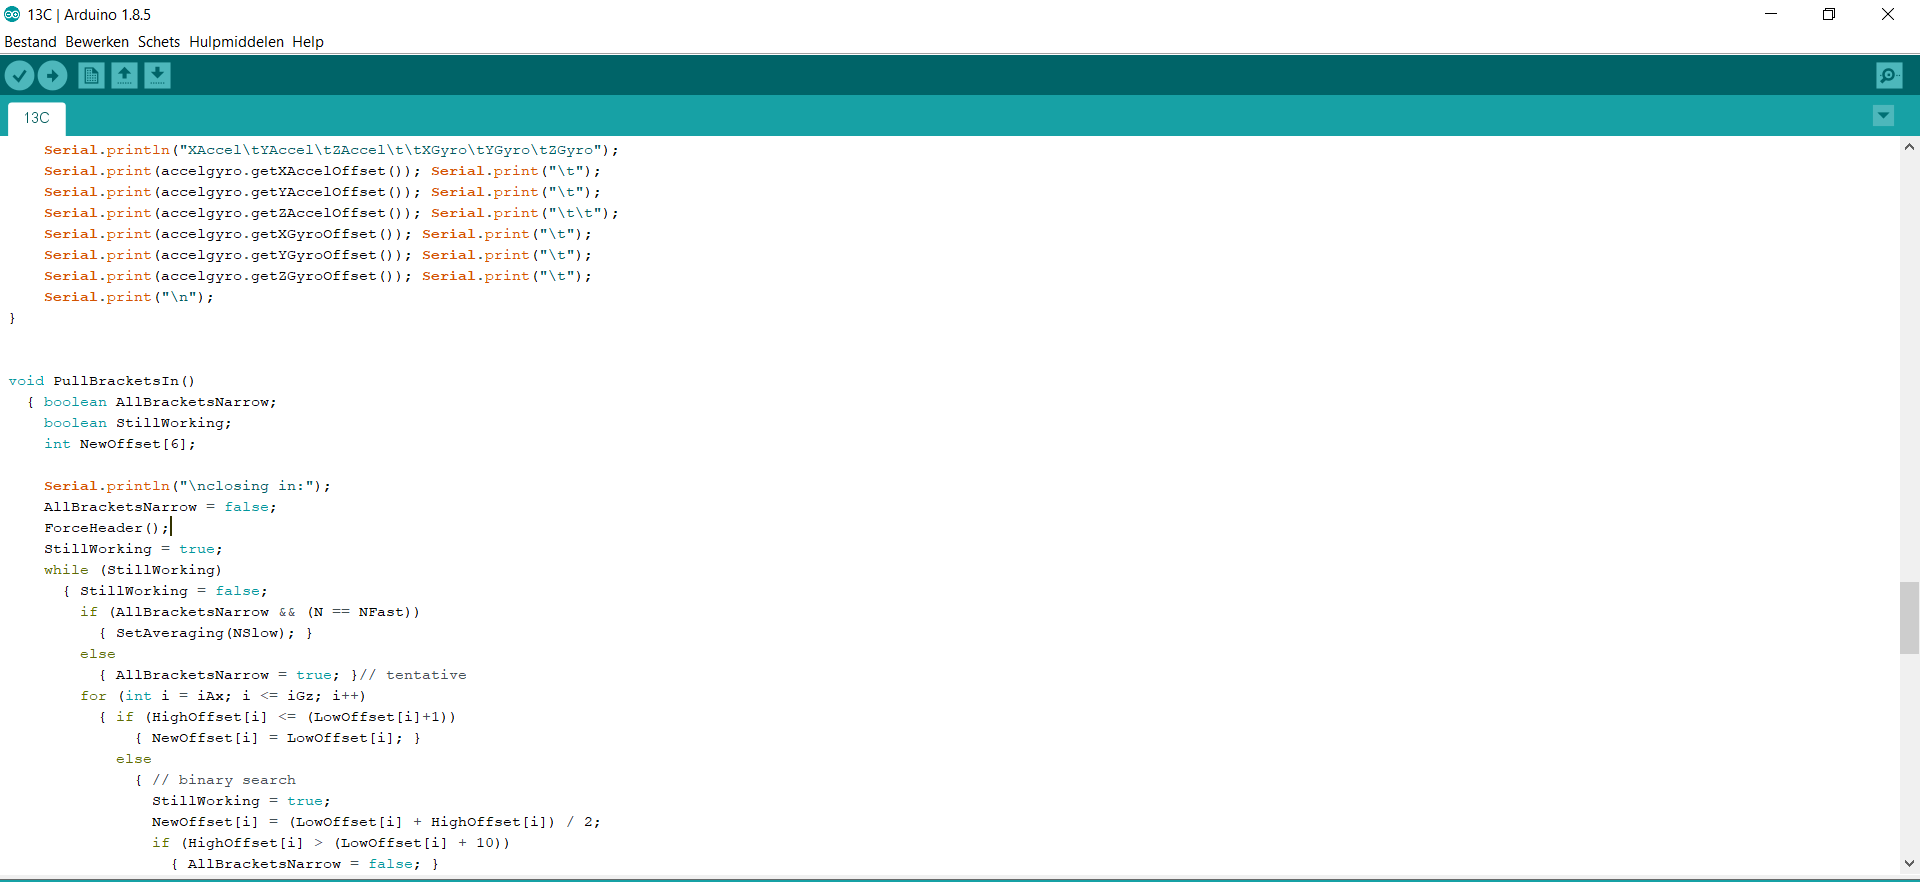 13C | Arduino 1.8.5
Bestand Bewerken Schets Hulpmiddelen Help
13C
Serial.println("XAccel\tYAccel\tZAccel\t\tXGyro\tYGyro\tZGyro");
Serial.print(accelgyro.getXAccelOffset()); Serial.print("\t");
Serial.print(accelgyro.getYAccelOffset()); Serial.print("\t");
Serial.print(accelgyro.getZAccelOffset()); Serial.print("\t\t");
Serial.print(accelgyro.getXGyroOffset()); Serial.print("\t");
Serial.print(accelgyro.getYGyroOffset()); Serial.print("\t");
Serial.print(accelgyro.getZGyroOffset()); Serial.print("\t");
Serial.print("\n");
}
void PullBracketsIn()
{ boolean AllBracketsNarrow;
boolean StillWorking;
int NewOffset[6];
Serial.println("\nclosing in:");
AllBracketsNarrow = false;
ForceHeader();
StillWorking = true;
while (StillWorking)
{ StillWorking = false;
if (AllBracketsNarrow && (N == NFast))
{ SetAveraging(NSlow); }
else
{ AllBracketsNarrow = true; }// tentative
for (int i = iAx; i <= iGz; i++)
{ if (HighOffset[i] <= (LowOffset[i]+1))
{ NewOffset[i] = LowOffset[i]; }
else
{ // binary search
StillWorking = true;
NewOffset[i] = (LowOffset[i] + HighOffset[i]) / 2;
if (HighOffset[i] > (LowOffset[i] + 10))
{ AllBracketsNarrow = false; }